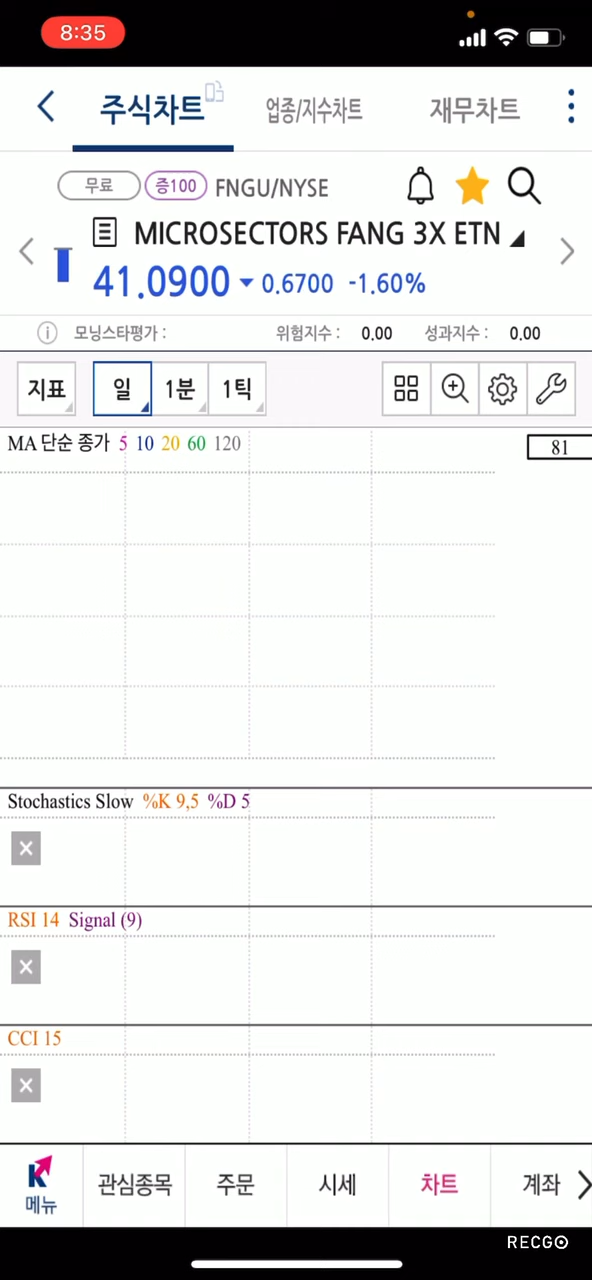 8:35
주식차트 업종/지수차트 재무차트
무료 증100 FNGU/NYSE
MICROSECTORS FANG 3X ETN
41.0900 0.6700 -1.60%
모닝스타평가 : 위험지수 : 0.00 성과지수 : 0.00
지표 일 1분 1틱
MA 단순 종가 5 10 20 60 120 81
Stochastics Slow %K 9,5 %D 5
RSI 14 Signal (9)
CCI 15
메뉴 관심종목 주문 시세 차트 계좌
RECGO